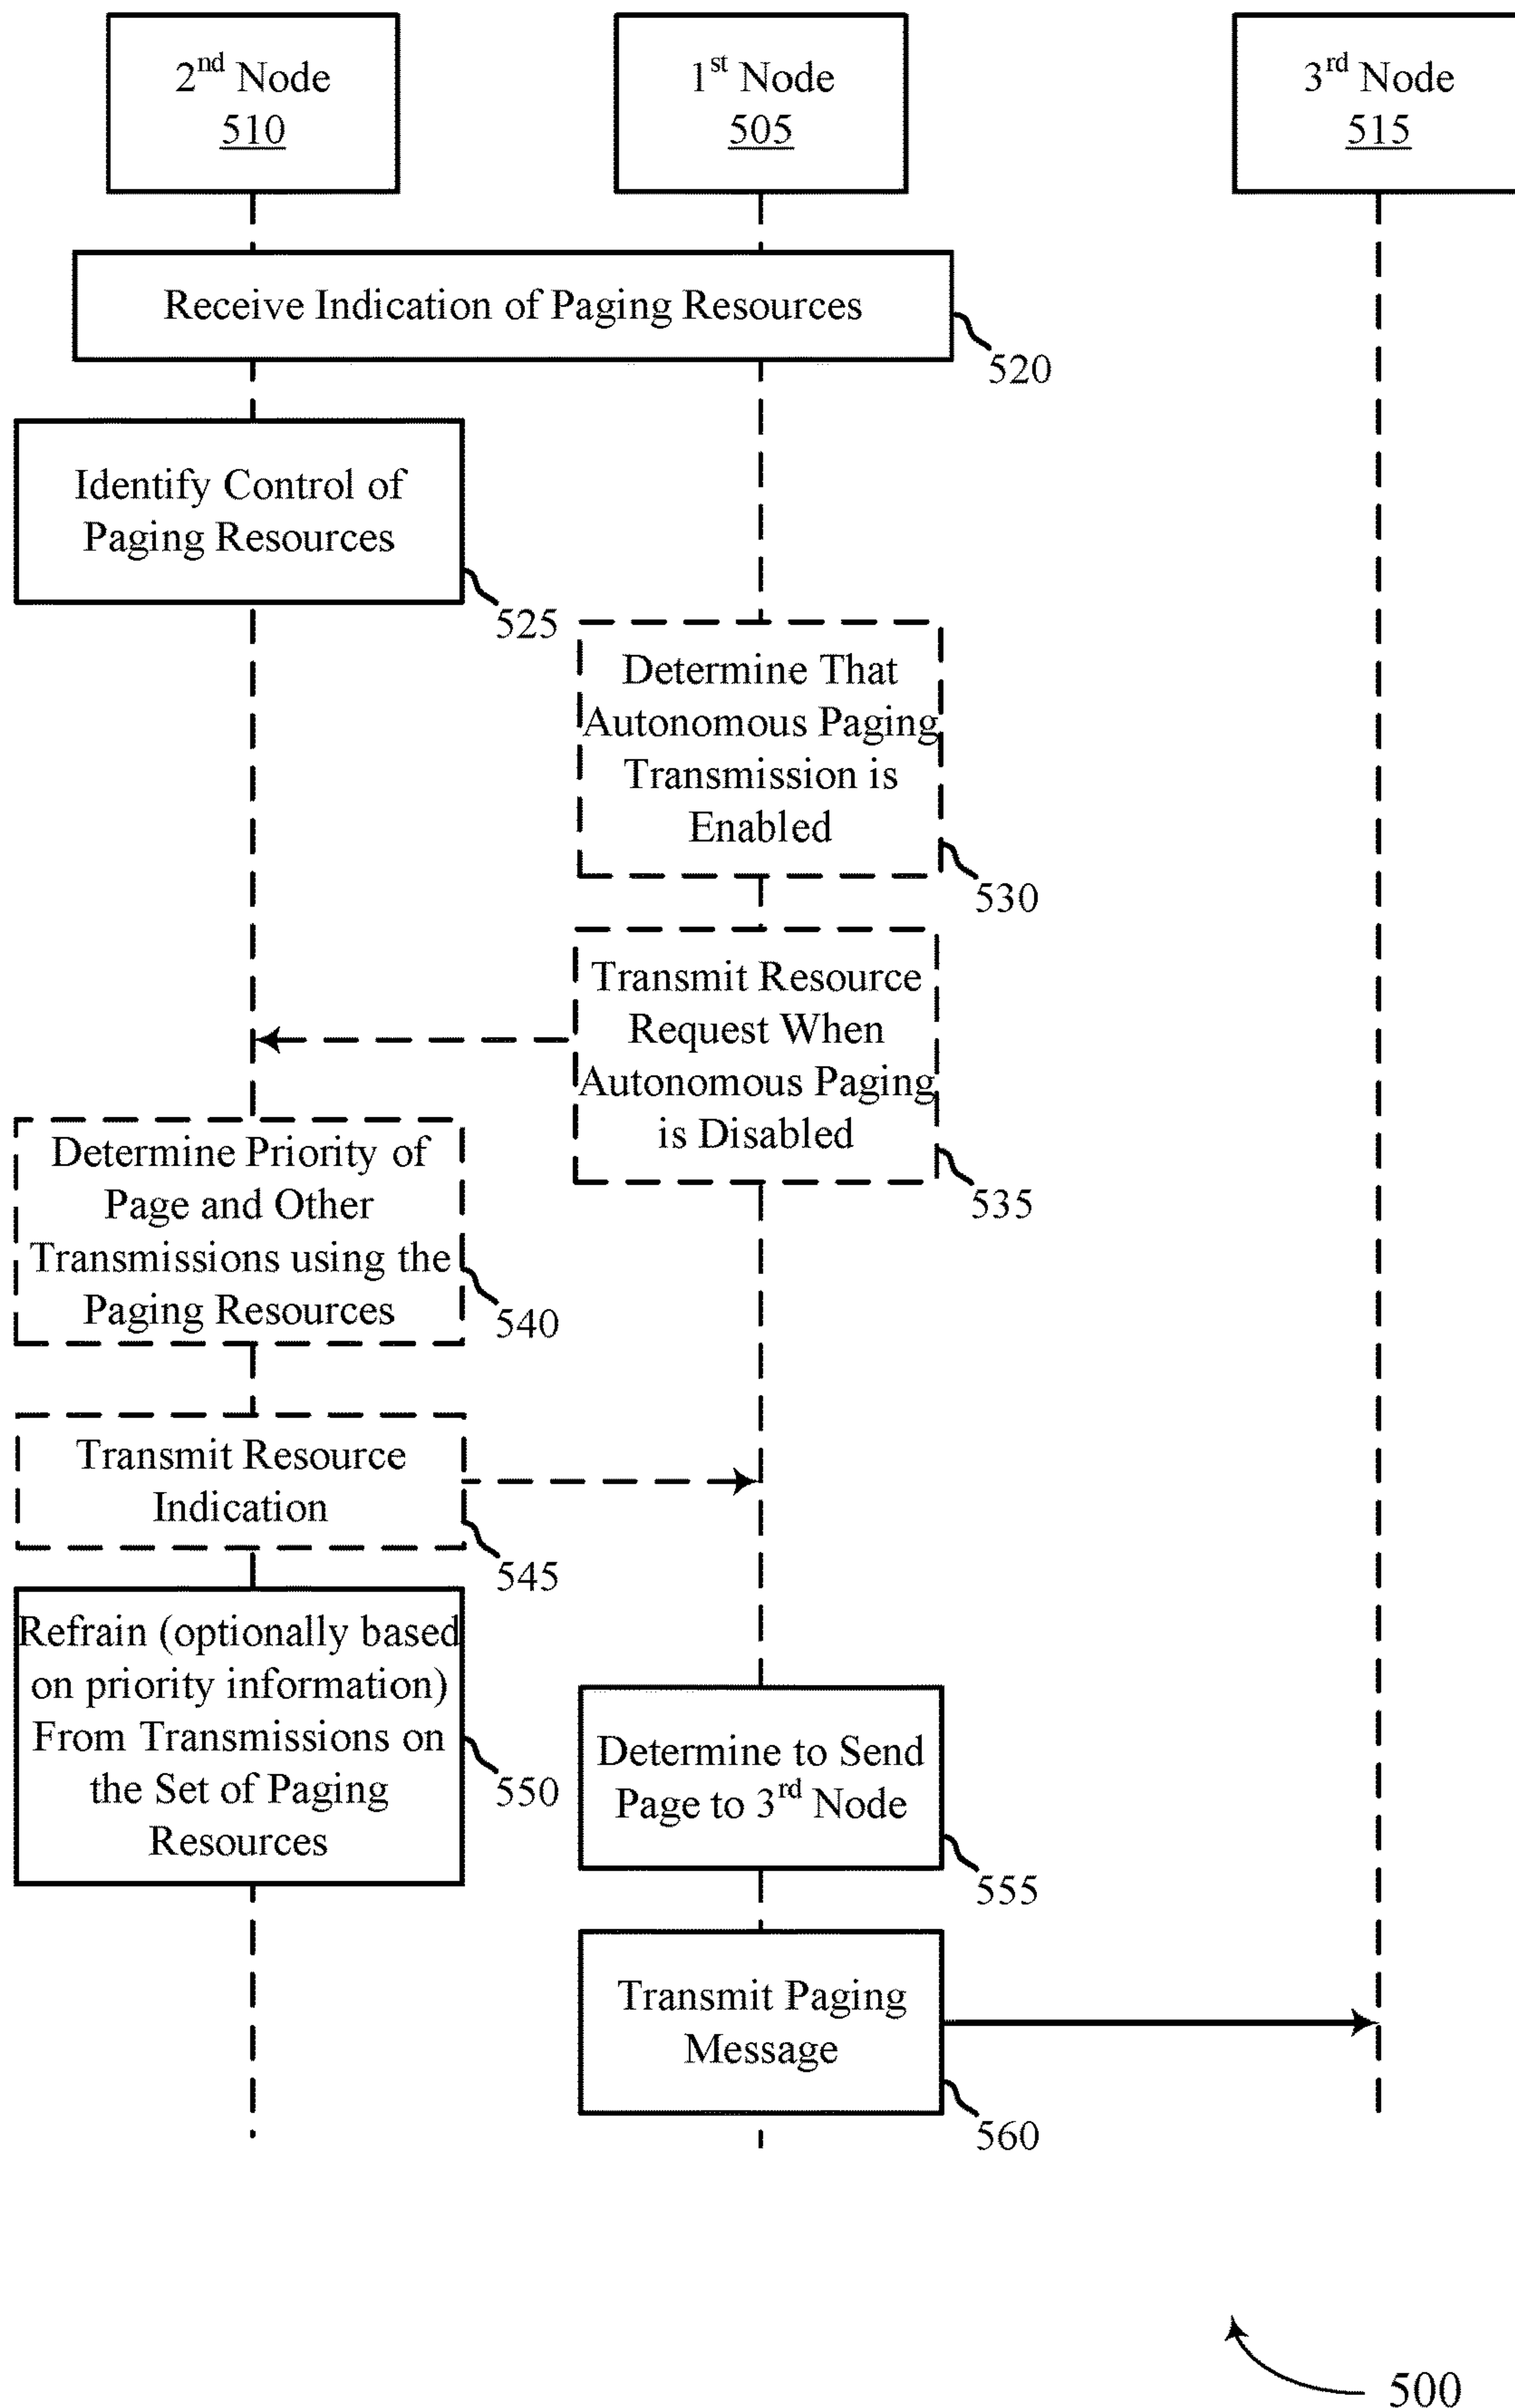 2nd Node
510
1st Node
505
3rd Node
515
Receive Indication of Paging Resources
520
Identify Control of
Paging Resources
525
Determine That
Autonomous Paging
Transmission is
Enabled
530
Transmit Resource
Request When
Autonomous Paging
is Disabled
535
Determine Priority of
Page and Other
Transmissions using the
Paging Resources
540
Transmit Resource
Indication
545
Refrain (optionally based
on priority information)
From Transmissions on
the Set of Paging
Resources
550
Determine to Send
Page to 3rd Node
555
Transmit Paging
Message
560
500